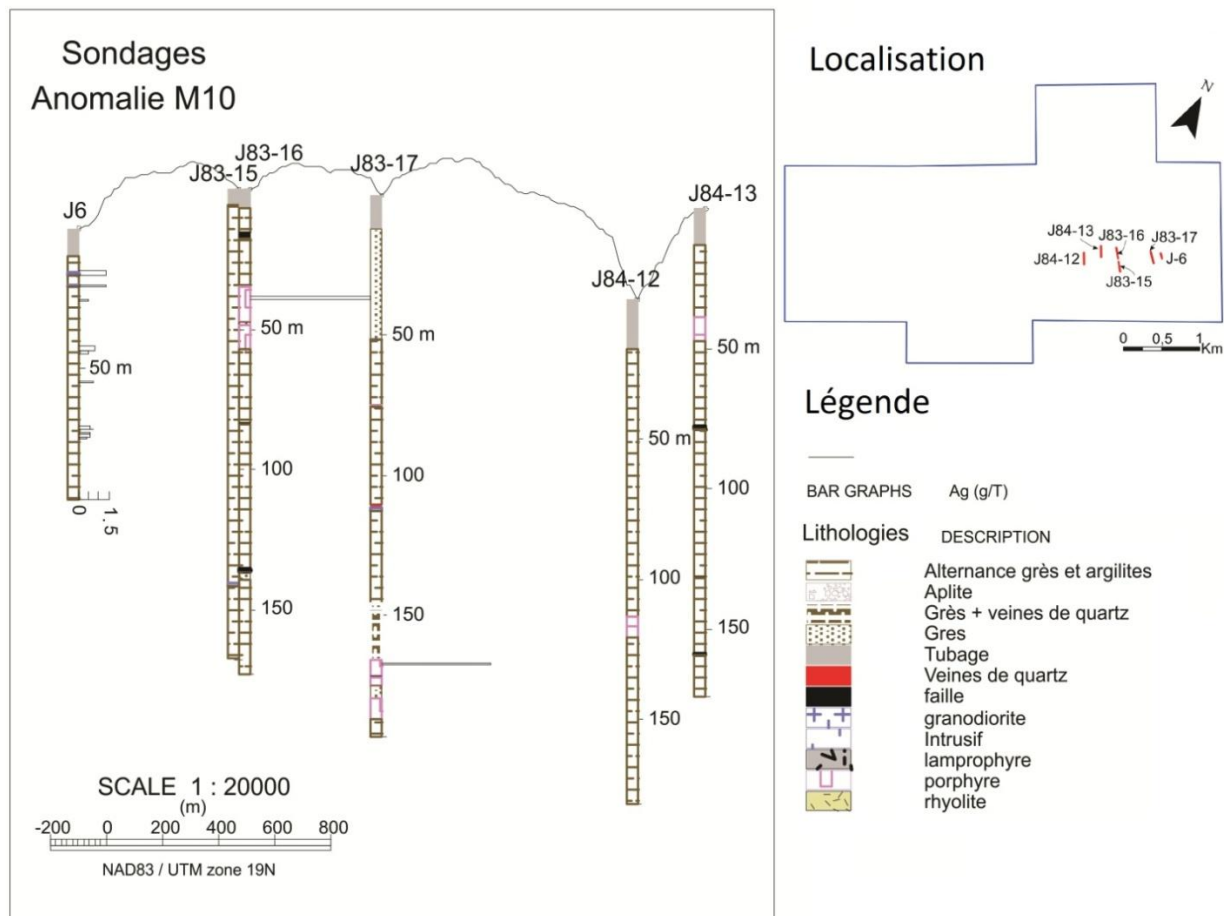 Sondages
Anomalie M10
J6
J83-15
J83-16
J83-17
J84-12
J84-13
50 m
0
1.5
50 m
100
150
50 m
100
150
50 m
100
150
50 m
100
150
SCALE 1 : 20000
(m)
-200 0 200 400 600 800
NAD83 / UTM zone 19N
Localisation
N
J84-13 J83-16 J83-17
J84-12 J-6
J83-15
0 0,5 1
Km
Légende
BAR GRAPHS Ag (g/T)
Lithologies DESCRIPTION
Alternance grès et argilites
Aplite
Grès + veines de quartz
Gres
Tubage
Veines de quartz
faille
granodiorite
Intrusif
lamprophyre
porphyre
rhyolite